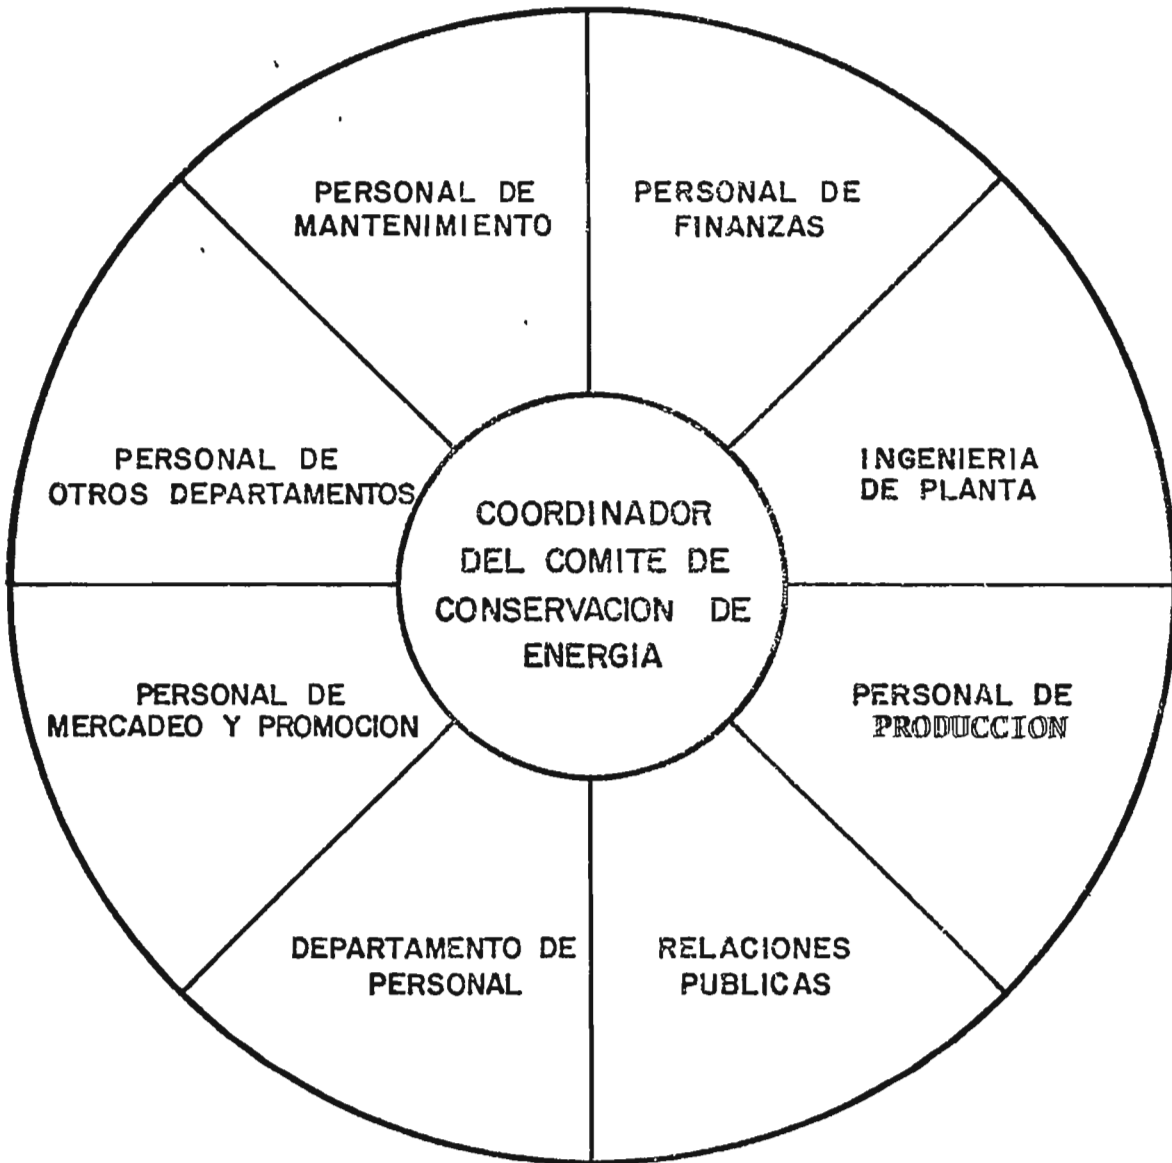 PERSONAL DE
MANTENIMIENTO
PERSONAL DE
FINANZAS
PERSONAL DE
OTROS DEPARTAMENTOS
INGENIERIA
DE PLANTA
COORDINADOR
DEL COMITE DE
CONSERVACION DE
ENERGIA
PERSONAL DE
MERCADEO Y PROMOCION
PERSONAL DE
PRODUCCION
DEPARTAMENTO DE
PERSONAL
RELACIONES
PUBLICAS